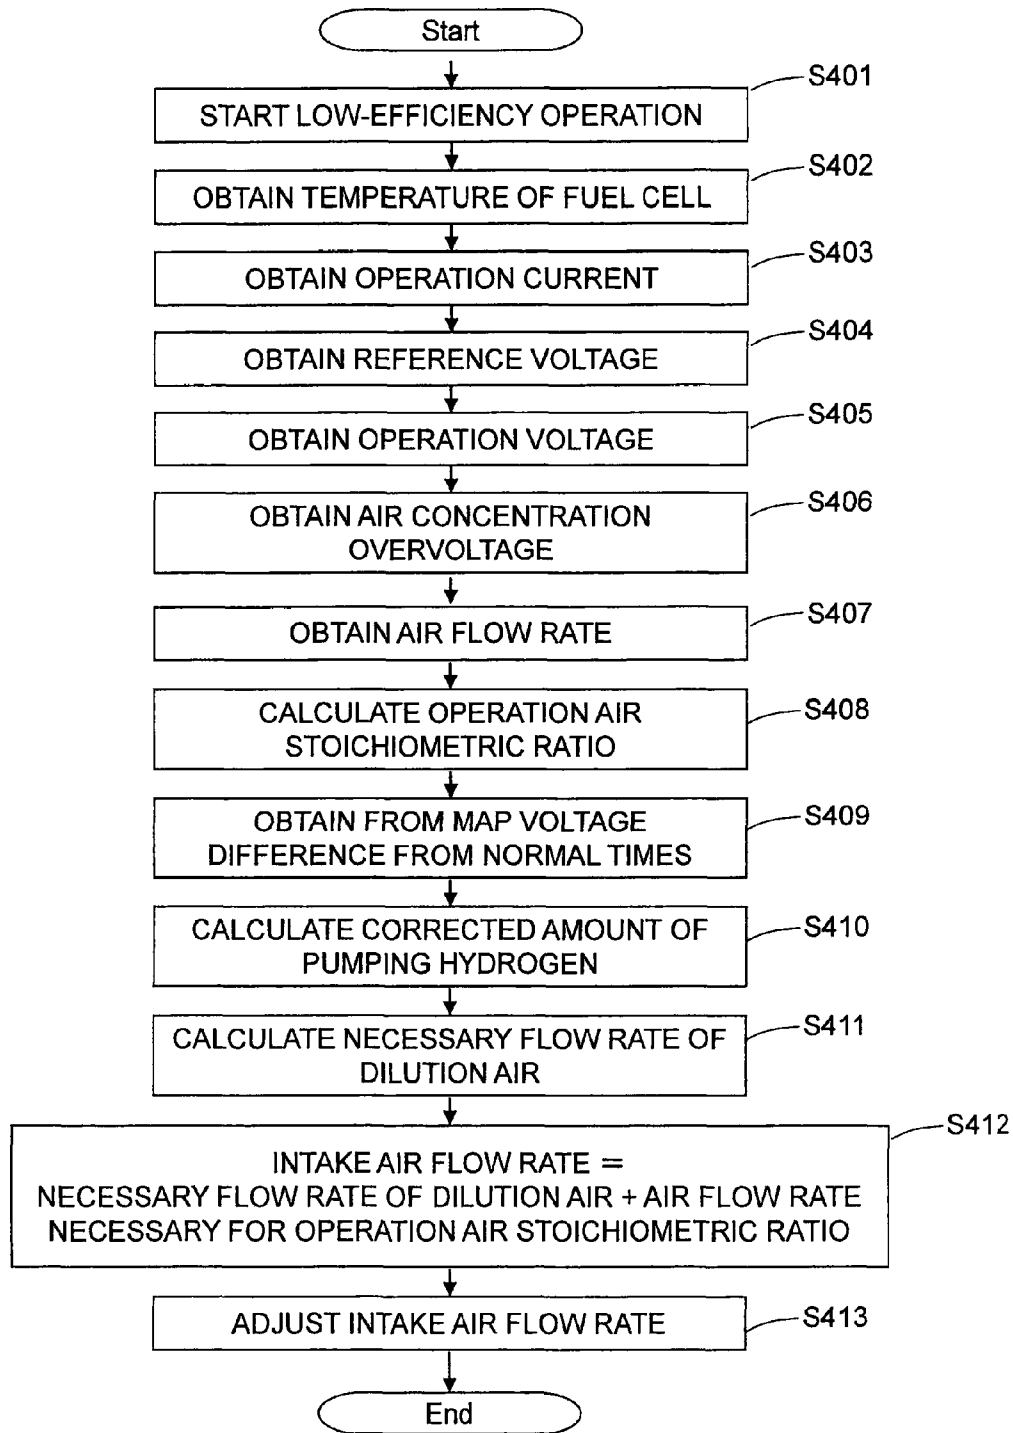 Start
S401
START LOW-EFFICIENCY OPERATION
S402
OBTAIN TEMPERATURE OF FUEL CELL
S403
OBTAIN OPERATION CURRENT
S404
OBTAIN REFERENCE VOLTAGE
S405
OBTAIN OPERATION VOLTAGE
S406
OBTAIN AIR CONCENTRATION
OVERVOLTAGE
S407
OBTAIN AIR FLOW RATE
S408
CALCULATE OPERATION AIR
STOICHIOMETRIC RATIO
S409
OBTAIN FROM MAP VOLTAGE
DIFFERENCE FROM NORMAL TIMES
S410
CALCULATE CORRECTED AMOUNT OF
PUMPING HYDROGEN
S411
CALCULATE NECESSARY FLOW RATE OF
DILUTION AIR
S412
INTAKE AIR FLOW RATE =
NECESSARY FLOW RATE OF DILUTION AIR + AIR FLOW RATE
NECESSARY FOR OPERATION AIR STOICHIOMETRIC RATIO
S413
ADJUST INTAKE AIR FLOW RATE
End